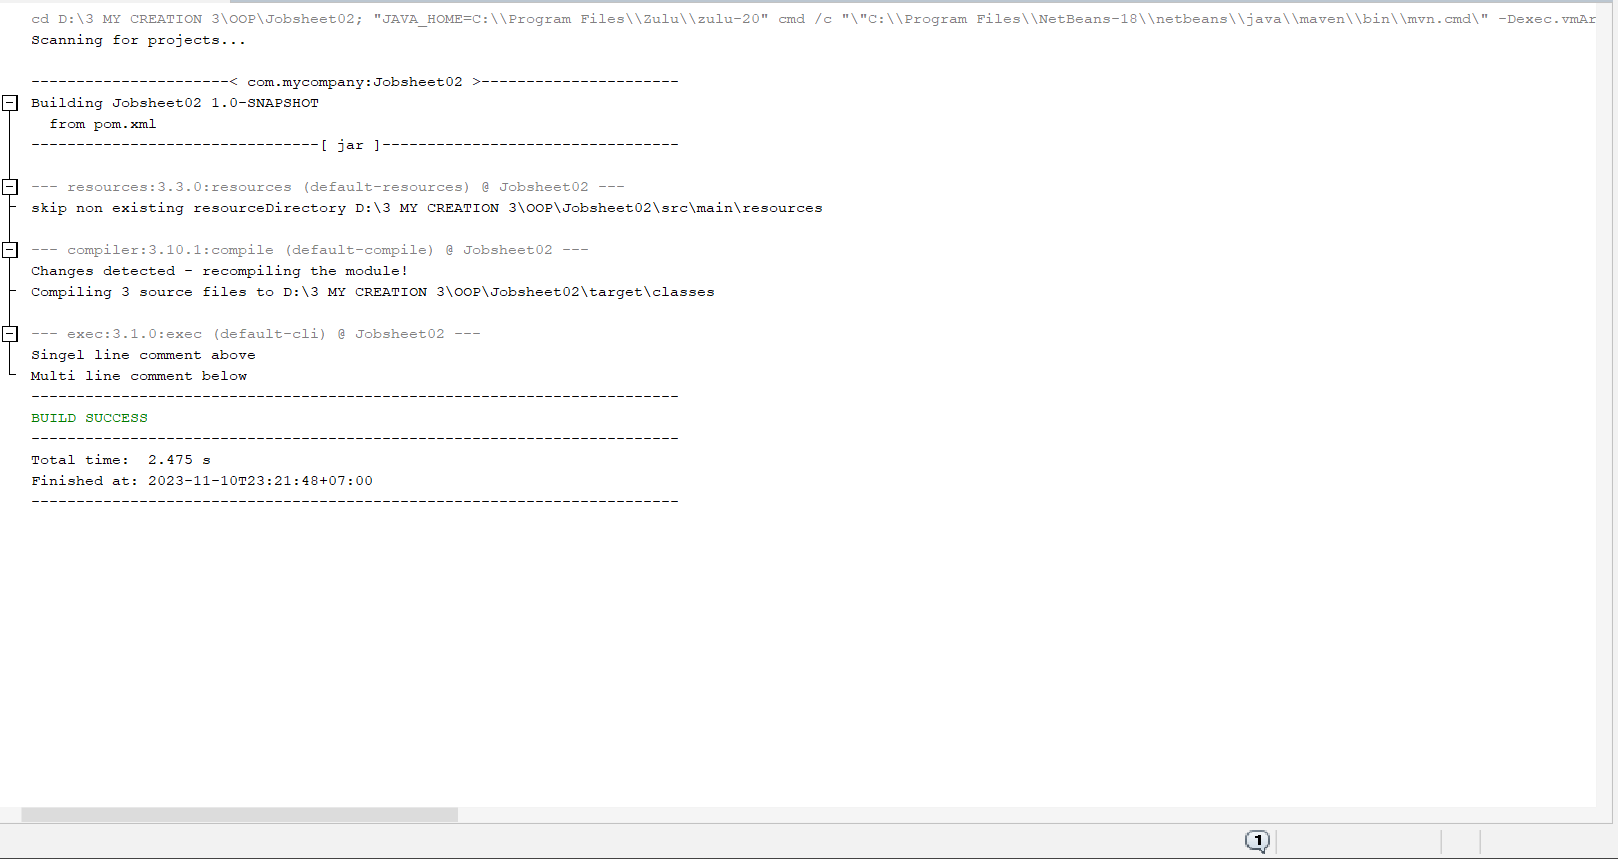 cd D:\3 MY CREATION 3\OOP\Jobsheet02; "JAVA_HOME=C:\\Program Files\\Zulu\\zulu-20" cmd /c "\"C:\\Program Files\\NetBeans-18\\netbeans\\java\\maven\\bin\\mvn.cmd\" -Dexec.vmAr
Scanning for projects...
----------------------< com.mycompany:Jobsheet02 >----------------------
Building Jobsheet02 1.0-SNAPSHOT
  from pom.xml
--------------------------------[ jar ]---------------------------------
--- resources:3.3.0:resources (default-resources) @ Jobsheet02 ---
skip non existing resourceDirectory D:\3 MY CREATION 3\OOP\Jobsheet02\src\main\resources
--- compiler:3.10.1:compile (default-compile) @ Jobsheet02 ---
Changes detected - recompiling the module!
Compiling 3 source files to D:\3 MY CREATION 3\OOP\Jobsheet02\target\classes
--- exec:3.1.0:exec (default-cli) @ Jobsheet02 ---
Singel line comment above
Multi line comment below
------------------------------------------------------------------------
BUILD SUCCESS
------------------------------------------------------------------------
Total time:  2.475 s
Finished at: 2023-11-10T23:21:48+07:00
------------------------------------------------------------------------
1